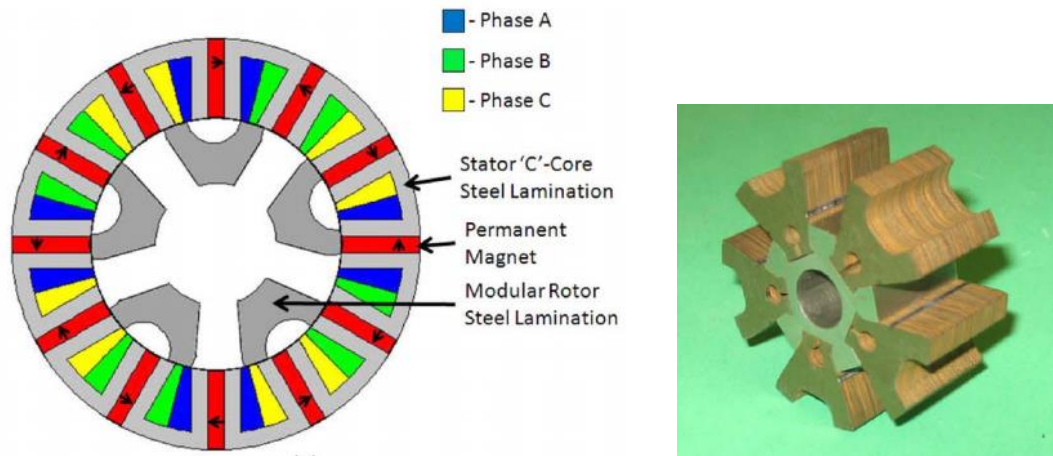 - Phase A
- Phase B
- Phase C
Stator 'C'-Core
Steel Lamination
Permanent
Magnet
Modular Rotor
Steel Lamination